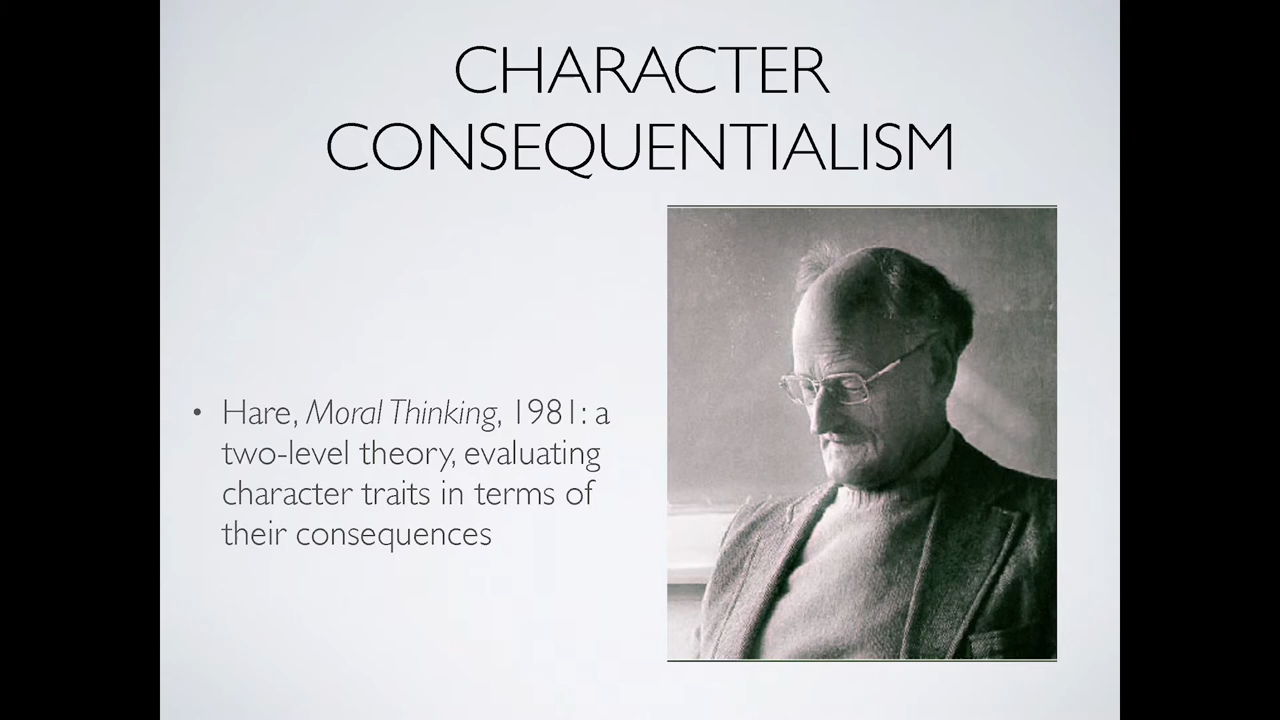 CHARACTER
CONSEQUENTIALISM
• Hare, Moral Thinking, 1981: a
two-level theory, evaluating
character traits in terms of
their consequences